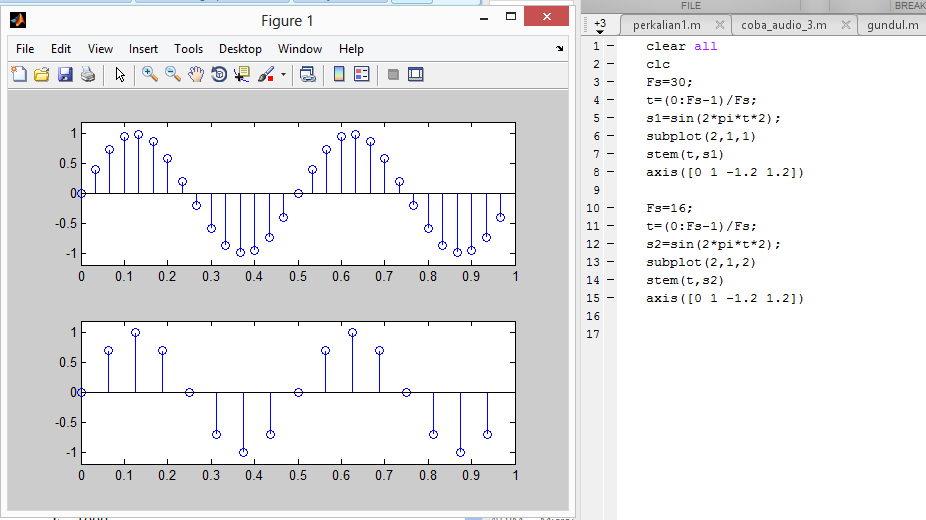 Figure 1
File Edit View Insert Tools Desktop Window Help
1
0.5
0
-0.5
-1
0 0.1 0.2 0.3 0.4 0.5 0.6 0.7 0.8 0.9 1
1
0.5
0
-0.5
-1
0 0.1 0.2 0.3 0.4 0.5 0.6 0.7 0.8 0.9 1
FILE BREAK
+3 perkalian1.m coba_audio_3.m gundul.m
1 clear all
2 clc
3 Fs=30;
4 t=(0:Fs-1)/Fs;
5 s1=sin(2*pi*t*2);
6 subplot(2,1,1)
7 stem(t,s1)
8 axis([0 1 -1.2 1.2])
9
10 Fs=16;
11 t=(0:Fs-1)/Fs;
12 s2=sin(2*pi*t*2);
13 subplot(2,1,2)
14 stem(t,s2)
15 axis([0 1 -1.2 1.2])
16
17